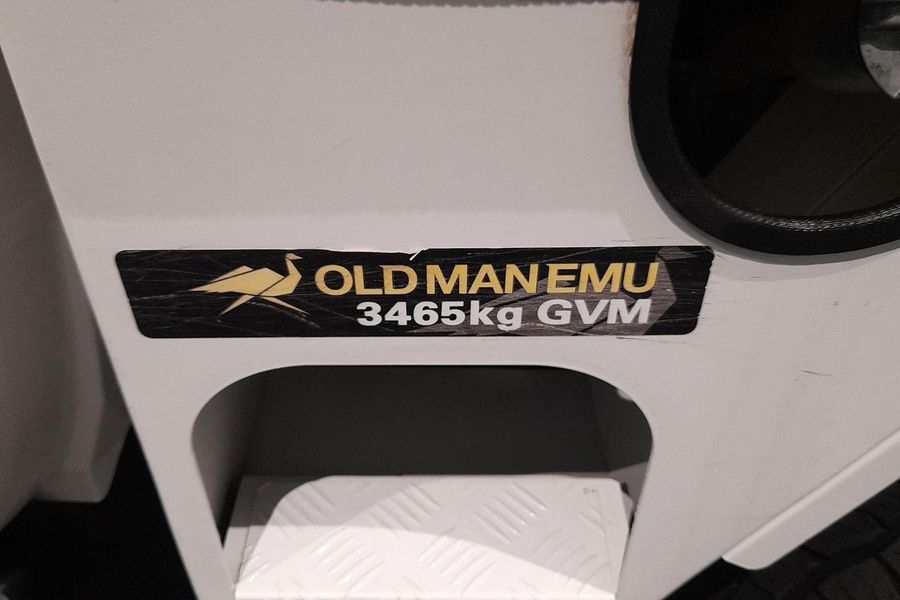 OLD MAN EMU
3465kg GVM